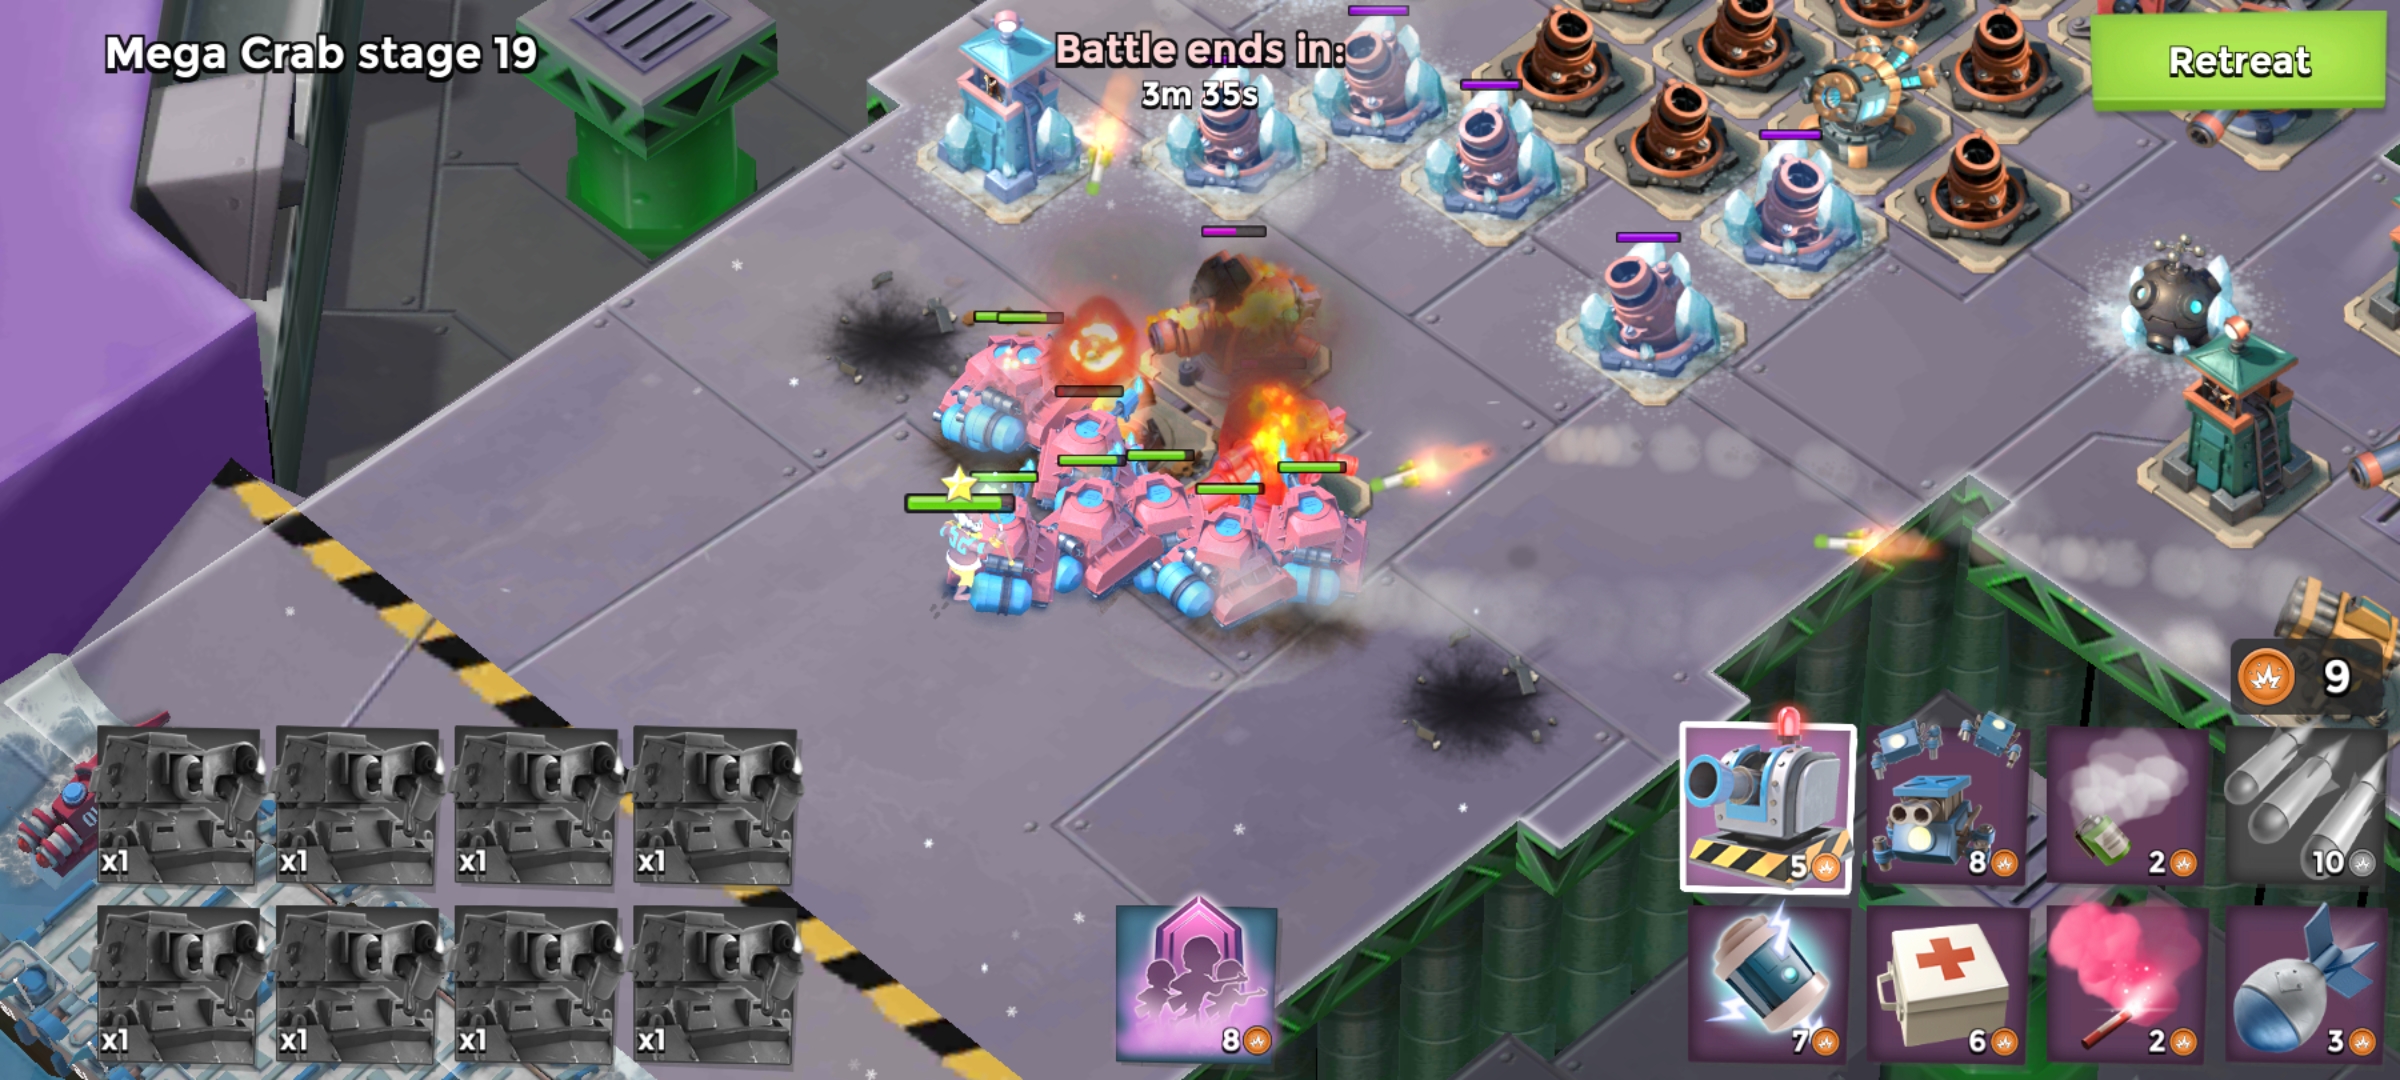 Mega Crab stage 19
Battle ends in:
3m 35s
Retreat
9
x1
x1
x1
x1
5
8
2
10
x1
x1
x1
x1
8
7
6
2
3